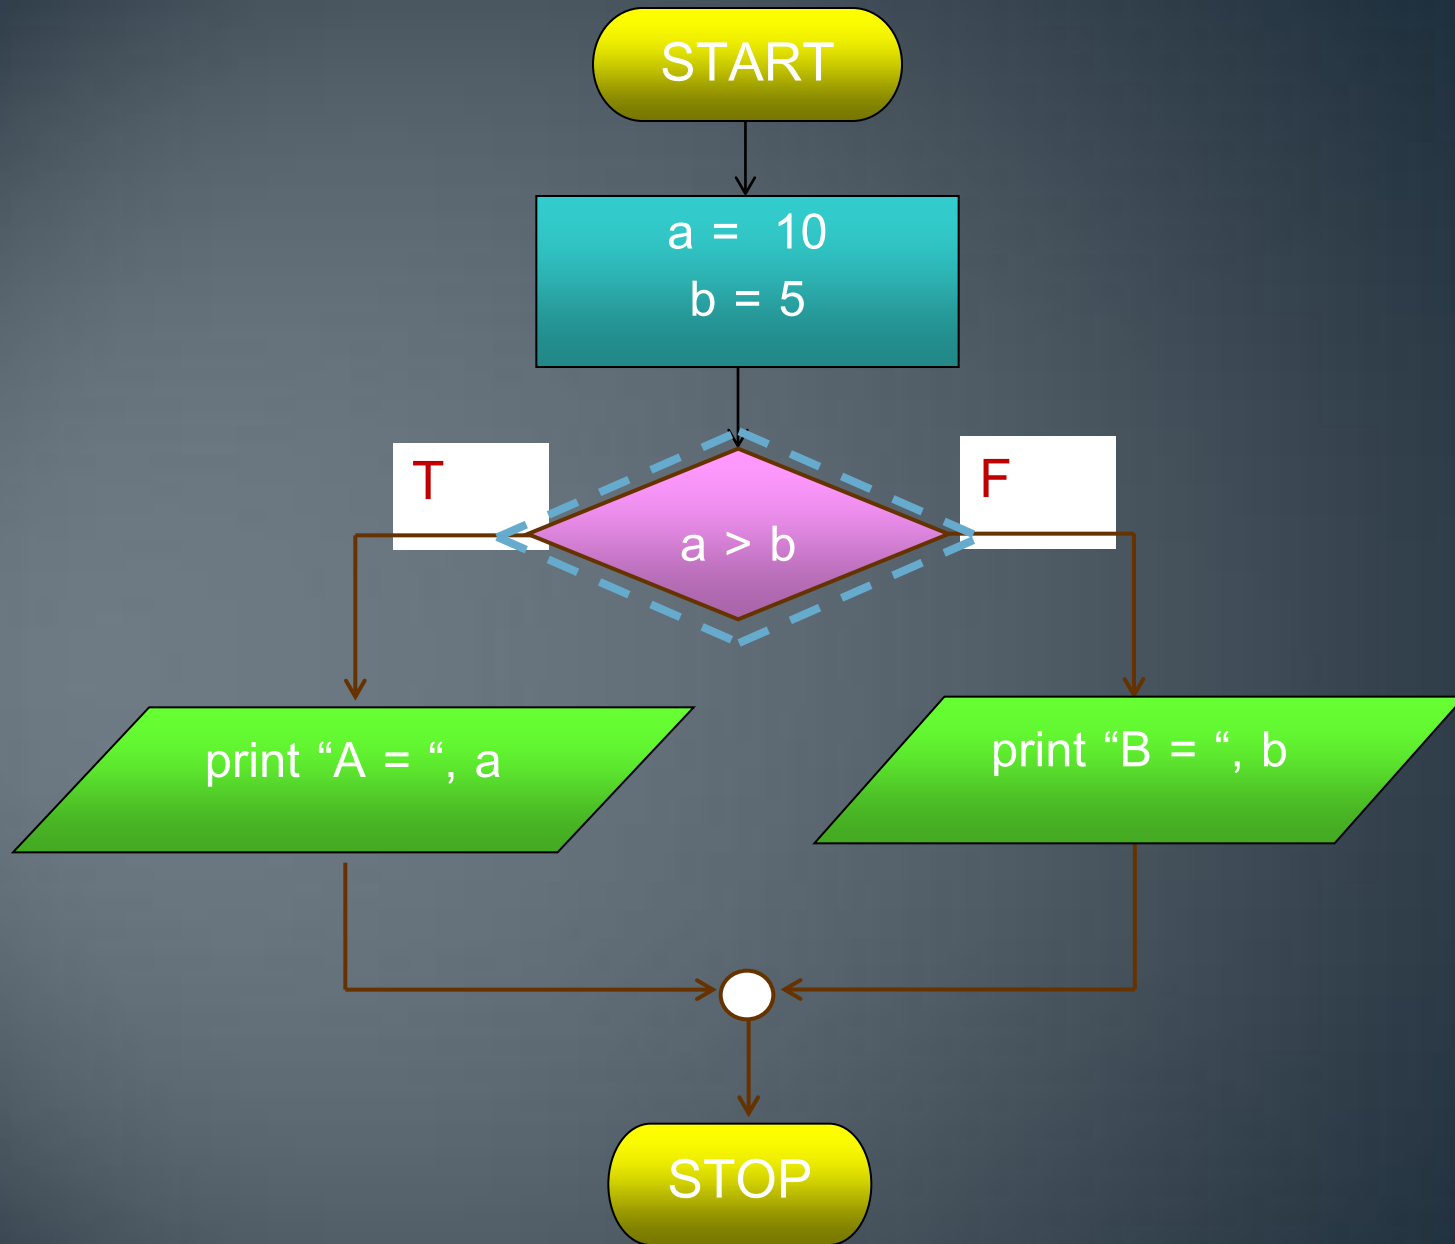 START
a =  10
b = 5
T
F
a > b
print “A = “, a
print “B = “, b
STOP